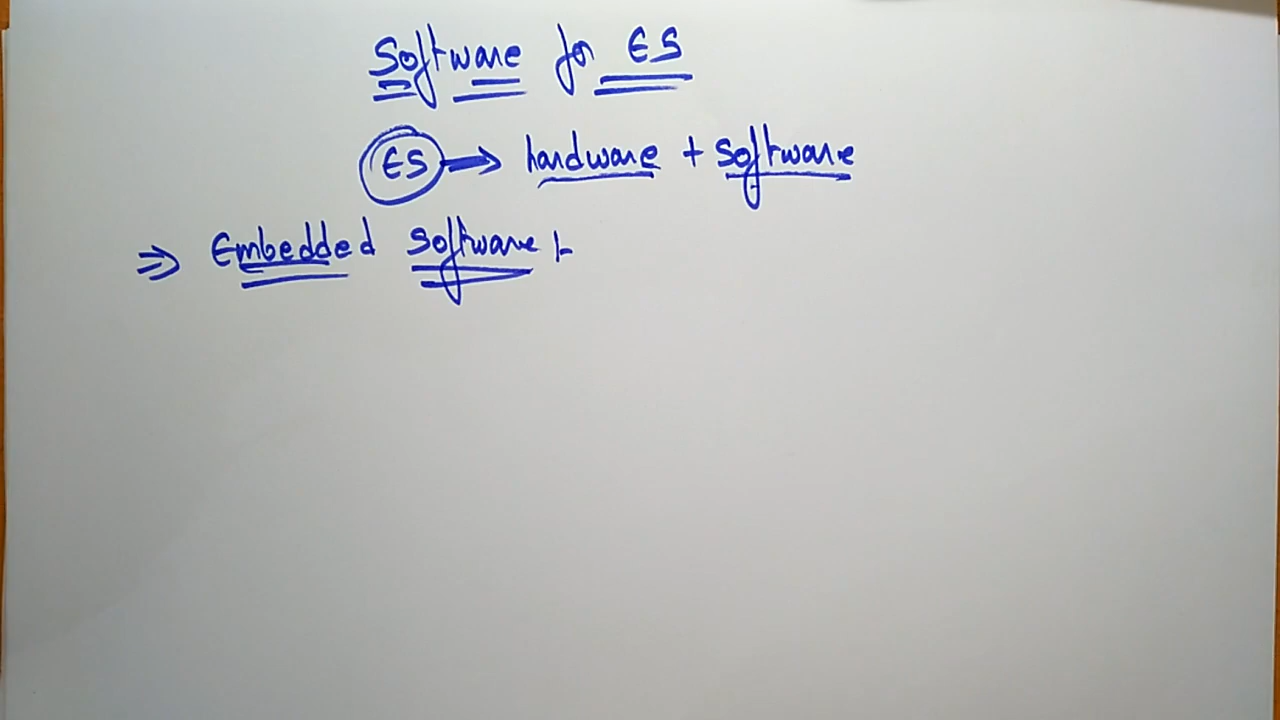 Software for ES
ES → hardware + Software
⇒ Embedded Software :-